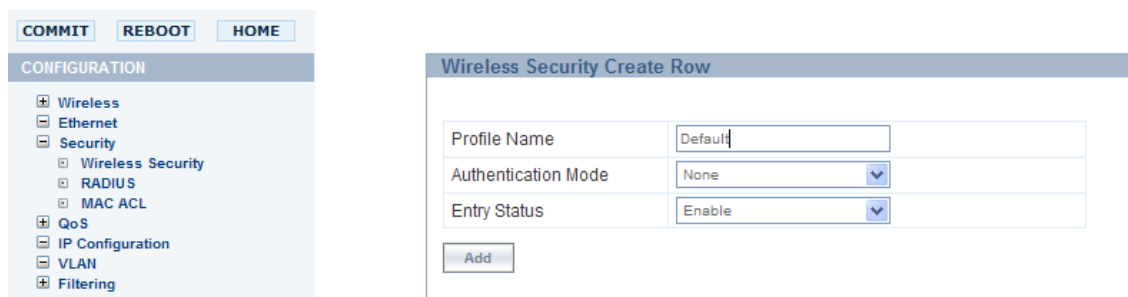 COMMIT REBOOT HOME
CONFIGURATION
Wireless
Ethernet
Security
Wireless Security
RADIUS
MAC ACL
QoS
IP Configuration
VLAN
Filtering
Wireless Security Create Row
Profile Name Default
Authentication Mode None
Entry Status Enable
Add